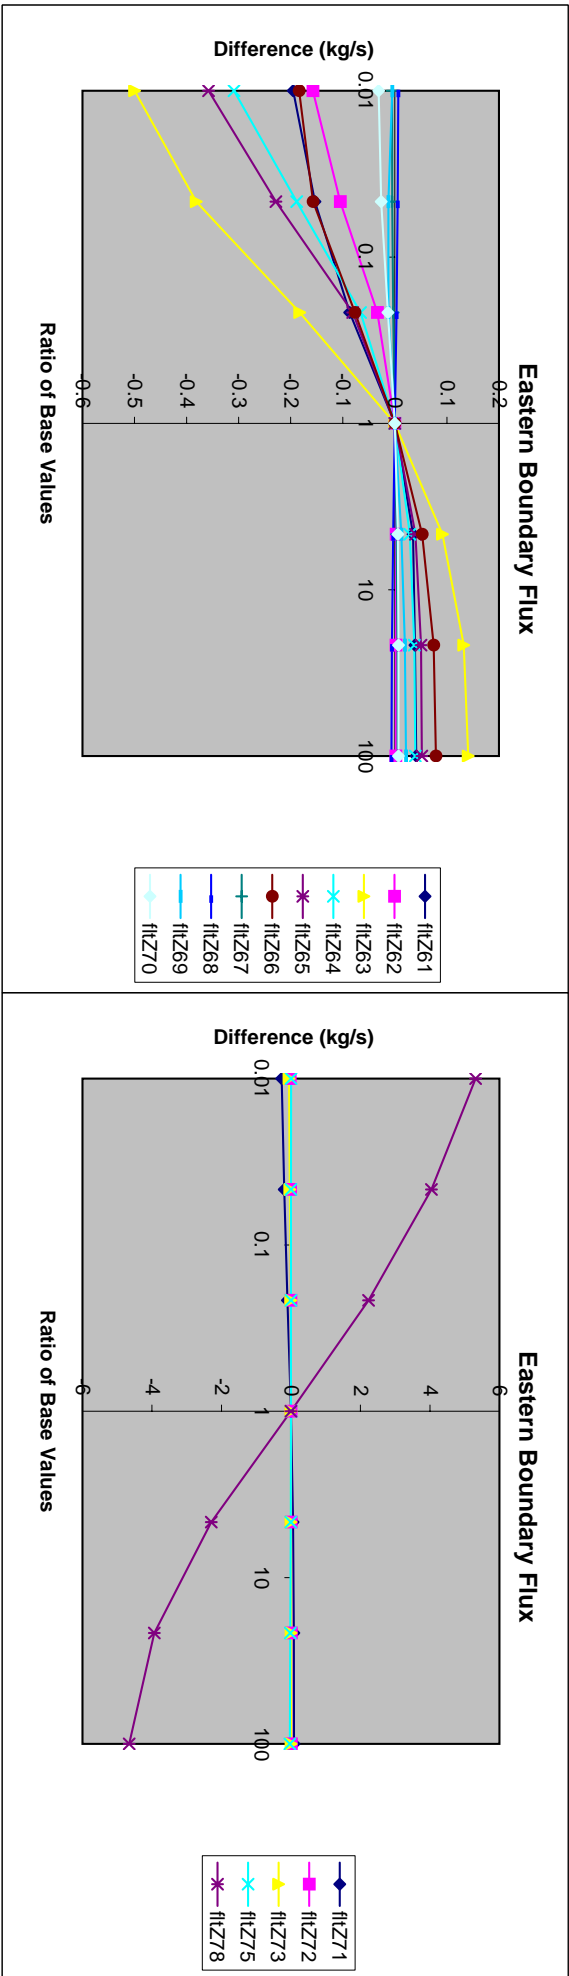 Eastern Boundary Flux
Difference (kg/s)
0.2
0.1
0
-0.1
-0.2
-0.3
-0.4
-0.5
-0.6
0.01
0.1
1
10
100
Ratio of Base Values
fltZ61
fltZ62
fltZ63
fltZ64
fltZ65
fltZ66
fltZ67
fltZ68
fltZ69
fltZ70
Eastern Boundary Flux
Difference (kg/s)
6
4
2
0
-2
-4
-6
0.01
0.1
1
10
100
Ratio of Base Values
fltZ71
fltZ72
fltZ73
fltZ75
fltZ78